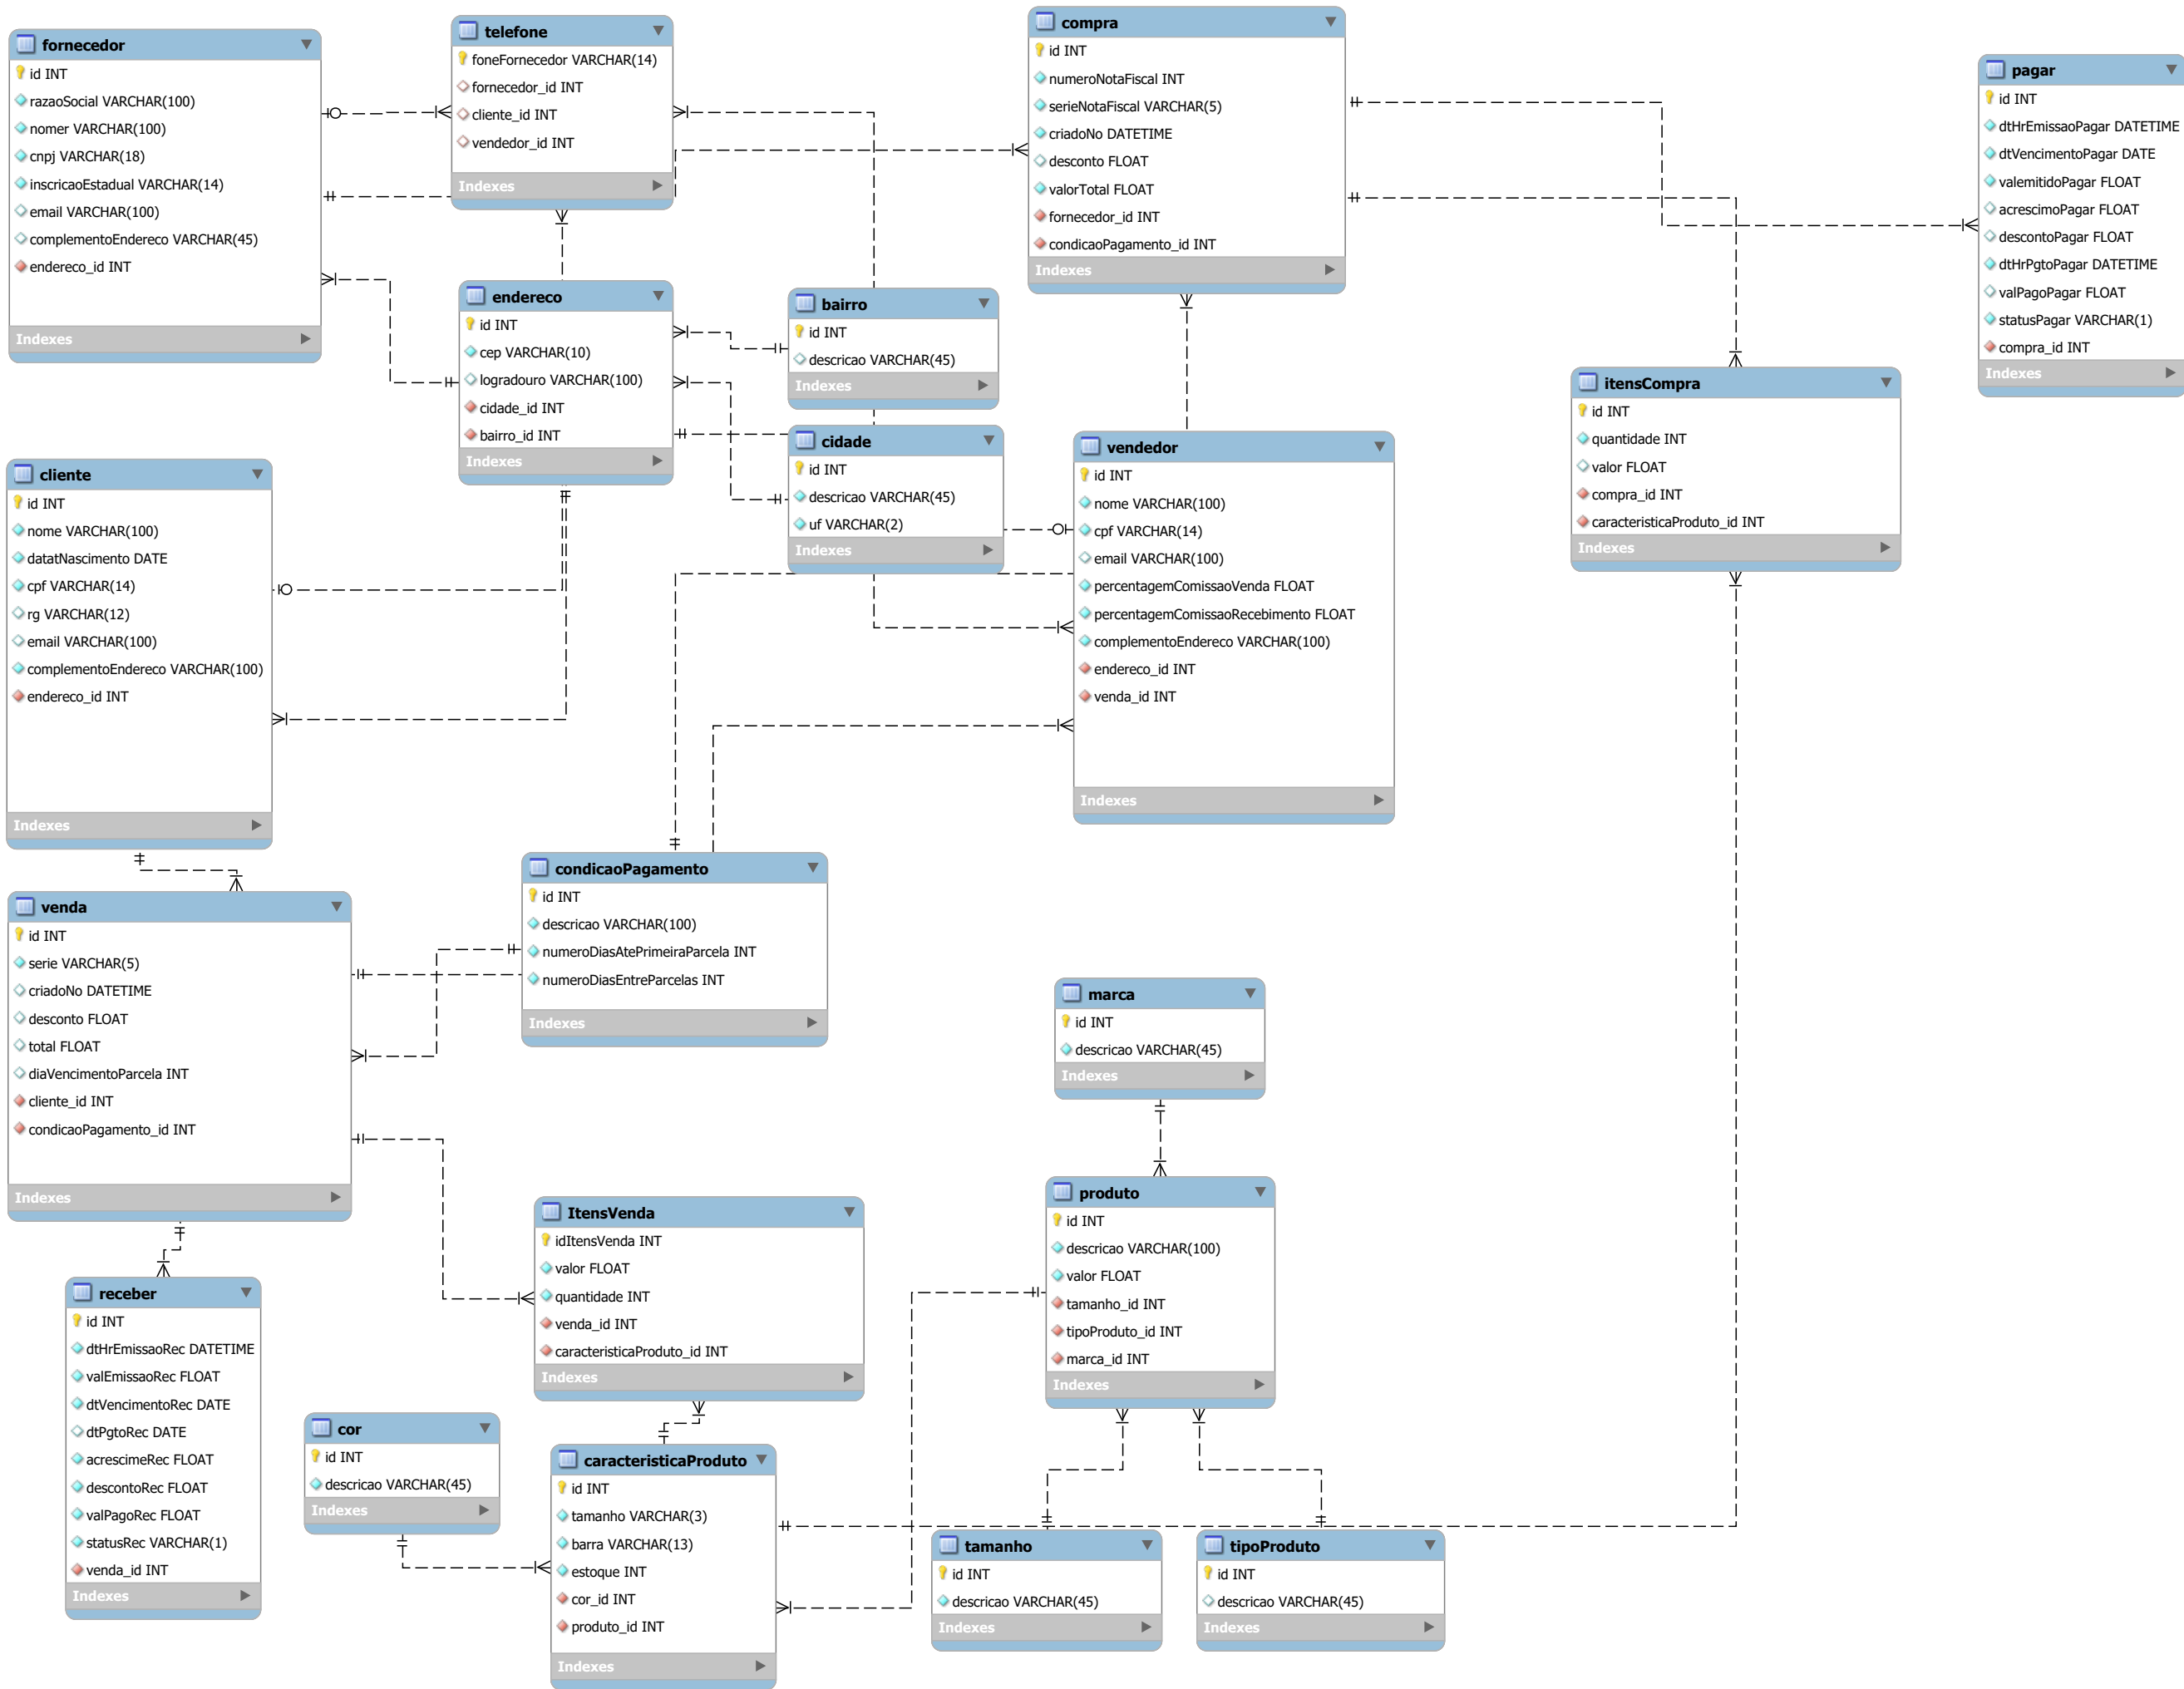 fornecedor
id INT
razaoSocial VARCHAR(100)
nomer VARCHAR(100)
cnpj VARCHAR(18)
inscricaoEstadual VARCHAR(14)
email VARCHAR(100)
complementoEndereco VARCHAR(45)
endereco_id INT
Indexes
telefone
foneFornecedor VARCHAR(14)
fornecedor_id INT
cliente_id INT
vendedor_id INT
Indexes
compra
id INT
numeroNotaFiscal INT
serieNotaFiscal VARCHAR(5)
criadoNo DATETIME
desconto FLOAT
valorTotal FLOAT
fornecedor_id INT
condicaoPagamento_id INT
Indexes
pagar
id INT
dtHrEmissaoPagar DATETIME
dtVencimentoPagar DATE
valemitidoPagar FLOAT
acrescimoPagar FLOAT
descontoPagar FLOAT
dtHrPgtoPagar DATETIME
valPagoPagar FLOAT
statusPagar VARCHAR(1)
compra_id INT
Indexes
endereco
id INT
cep VARCHAR(10)
logradouro VARCHAR(100)
cidade_id INT
bairro_id INT
Indexes
bairro
id INT
descricao VARCHAR(45)
Indexes
cidade
id INT
descricao VARCHAR(45)
uf VARCHAR(2)
Indexes
vendedor
id INT
nome VARCHAR(100)
cpf VARCHAR(14)
email VARCHAR(100)
percentagemComissaoVenda FLOAT
percentagemComissaoRecebimento FLOAT
complementoEndereco VARCHAR(100)
endereco_id INT
venda_id INT
Indexes
itensCompra
id INT
quantidade INT
valor FLOAT
compra_id INT
caracteristicaProduto_id INT
Indexes
cliente
id INT
nome VARCHAR(100)
datatNascimento DATE
cpf VARCHAR(14)
rg VARCHAR(12)
email VARCHAR(100)
complementoEndereco VARCHAR(100)
endereco_id INT
Indexes
venda
id INT
serie VARCHAR(5)
criadoNo DATETIME
desconto FLOAT
total FLOAT
diaVencimentoParcela INT
cliente_id INT
condicaoPagamento_id INT
Indexes
condicaoPagamento
id INT
descricao VARCHAR(100)
numeroDiasAtePrimeiraParcela INT
numeroDiasEntreParcelas INT
Indexes
marca
id INT
descricao VARCHAR(45)
Indexes
produto
id INT
descricao VARCHAR(100)
valor FLOAT
tamanho_id INT
tipoProduto_id INT
marca_id INT
Indexes
ItensVenda
idItensVenda INT
valor FLOAT
quantidade INT
venda_id INT
caracteristicaProduto_id INT
Indexes
receber
id INT
dtHrEmissaoRec DATETIME
valEmissaoRec FLOAT
dtVencimentoRec DATE
dtPgtoRec DATE
acrescimeRec FLOAT
descontoRec FLOAT
valPagoRec FLOAT
statusRec VARCHAR(1)
venda_id INT
Indexes
cor
id INT
descricao VARCHAR(45)
Indexes
caracteristicaProduto
id INT
tamanho VARCHAR(3)
barra VARCHAR(13)
estoque INT
cor_id INT
produto_id INT
Indexes
tamanho
id INT
descricao VARCHAR(45)
Indexes
tipoProduto
id INT
descricao VARCHAR(45)
Indexes